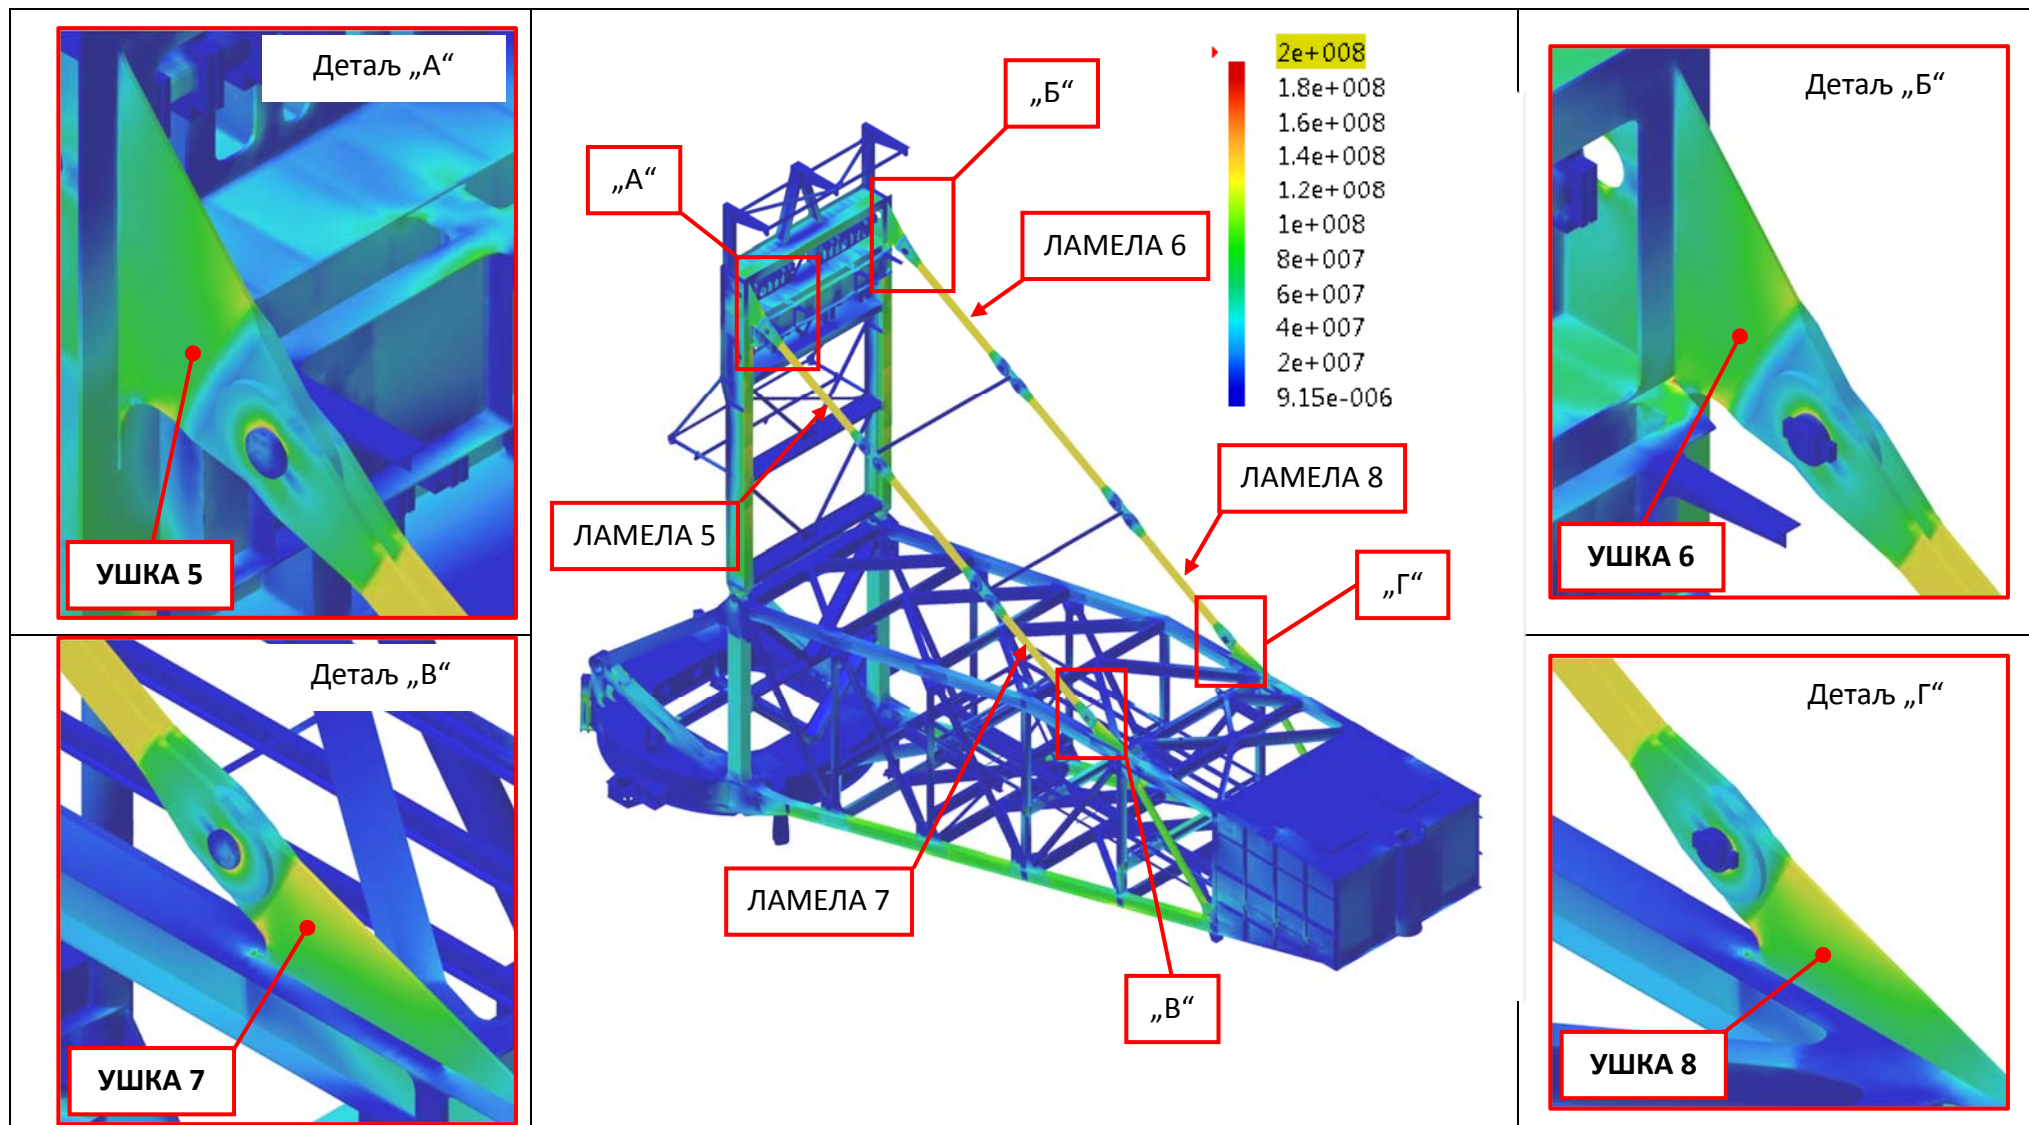 Детаљ „А“
УШКА 5
Детаљ „В“
УШКА 7
„Б“
„А“
ЛАМЕЛА 6
ЛАМЕЛА 8
ЛАМЕЛА 5
„Г“
ЛАМЕЛА 7
„В“
2e+008
1.8e+008
1.6e+008
1.4e+008
1.2e+008
1e+008
8e+007
6e+007
4e+007
2e+007
9.15e-006
Детаљ „Б“
УШКА 6
Детаљ „Г“
УШКА 8